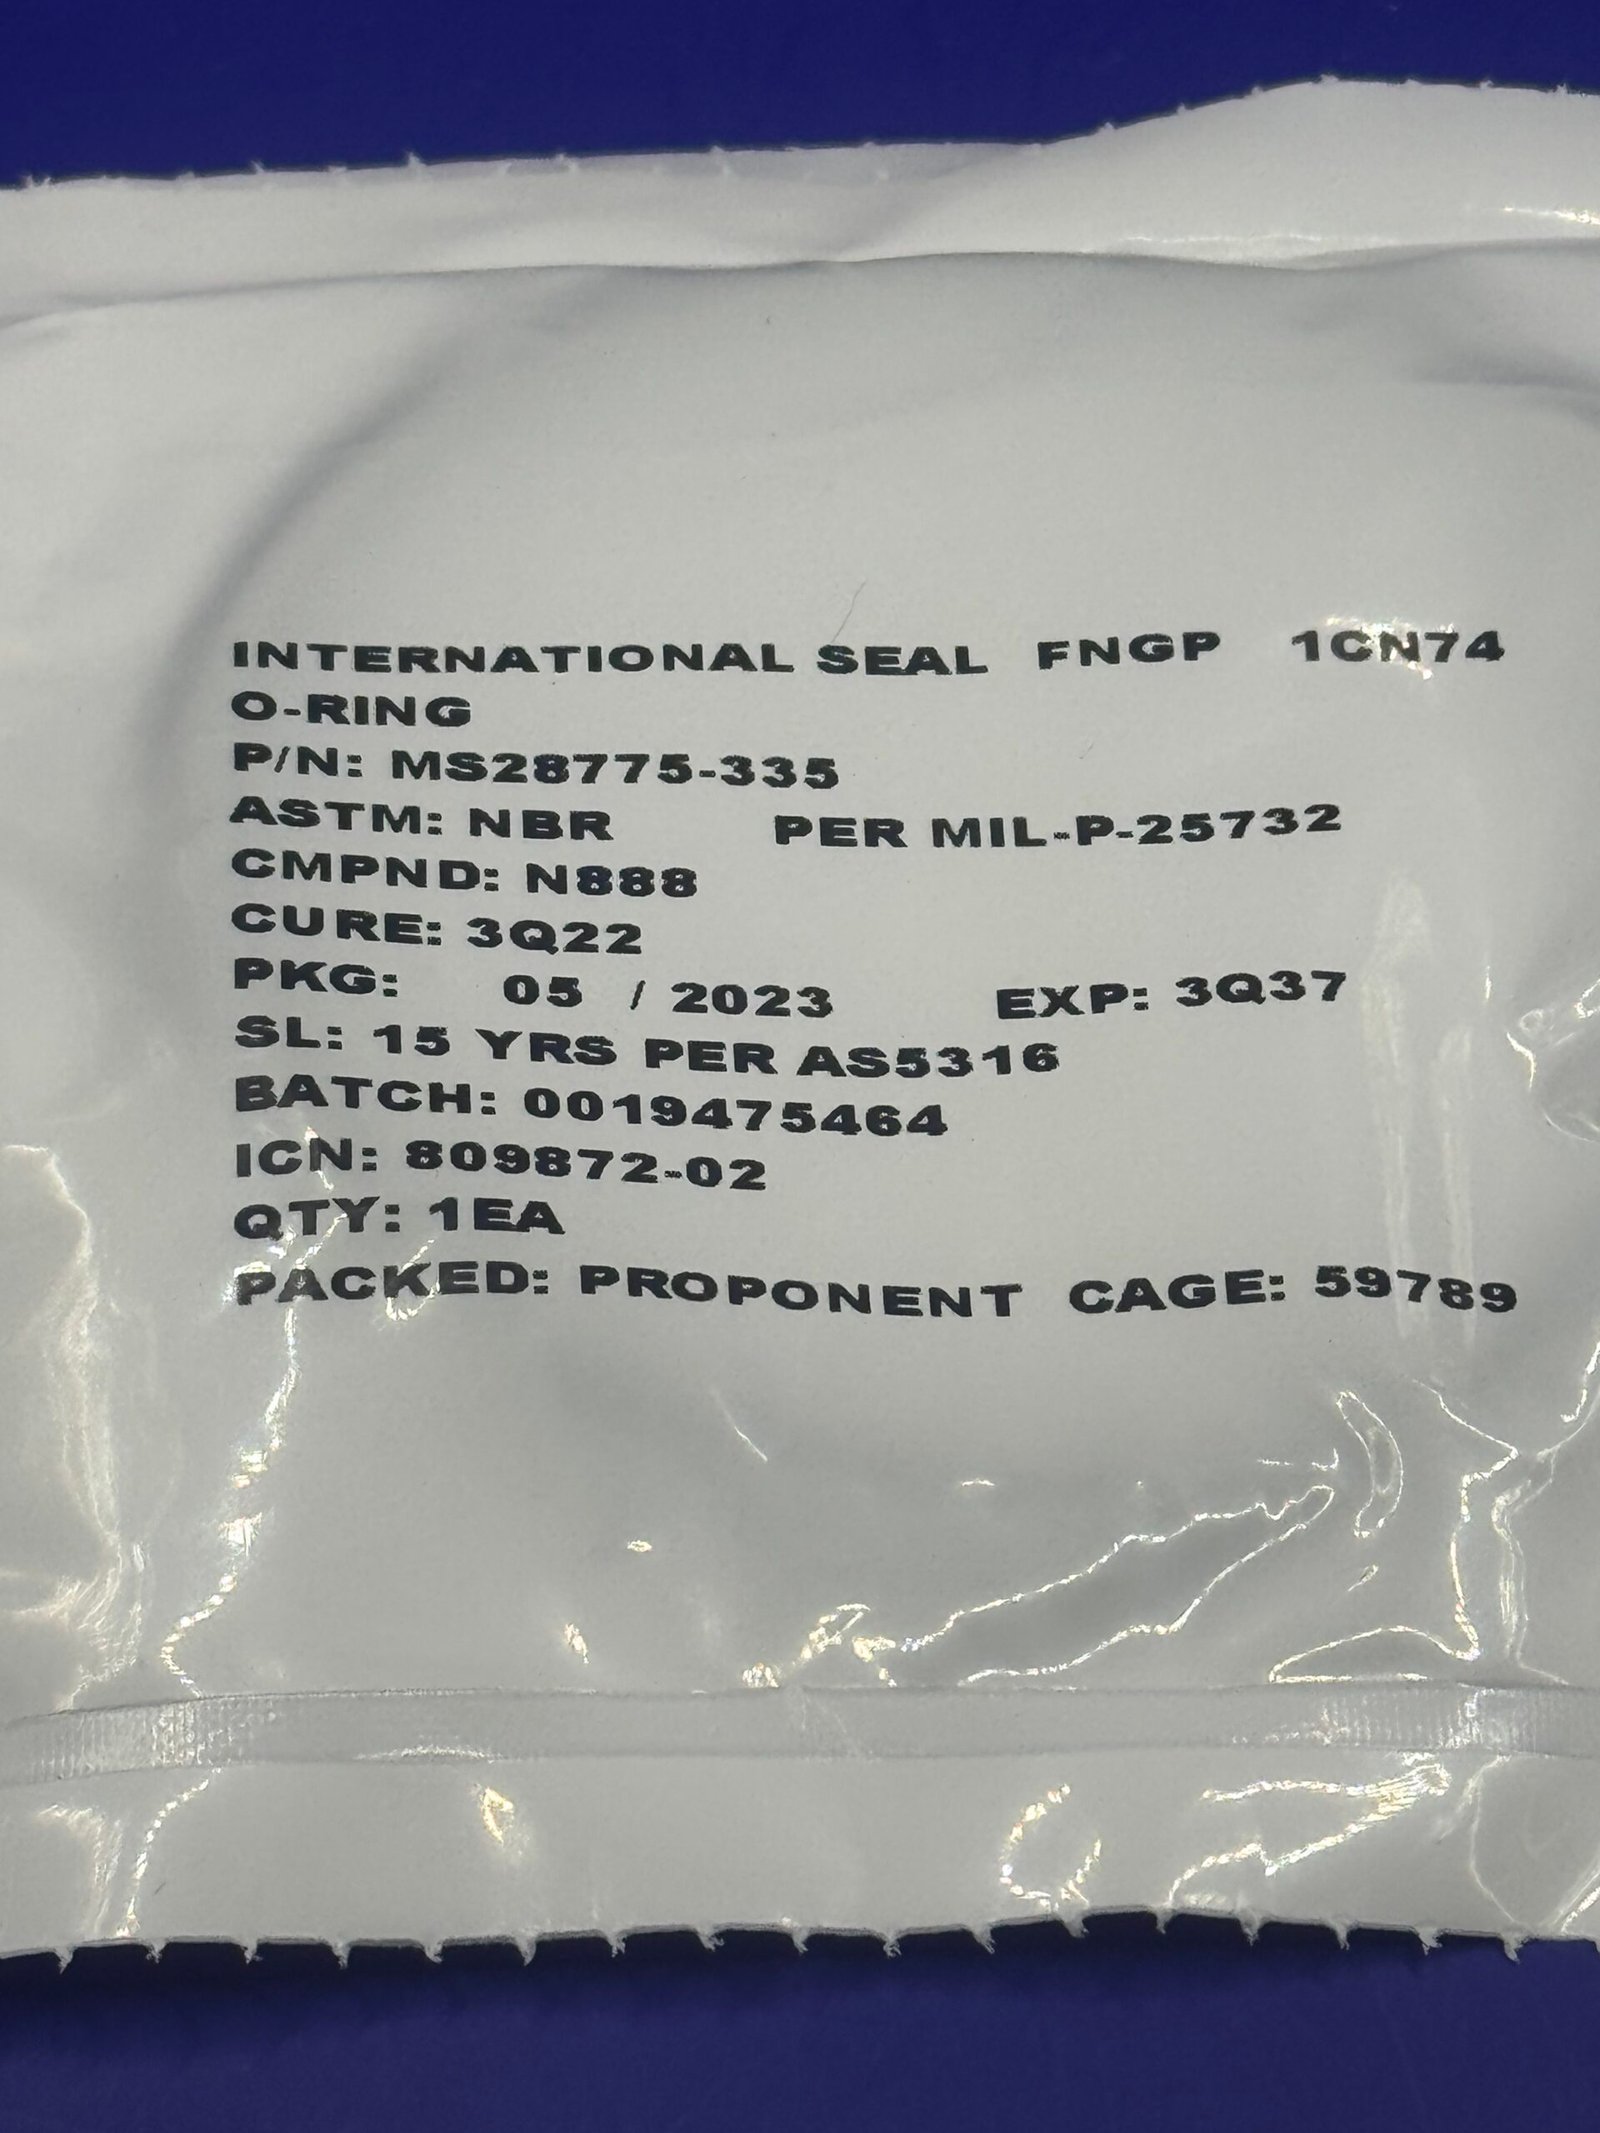 INTERNATIONAL SEAL FNGP 1CN74
O-RING
P/N: MS28775-335
ASTM: NBR PER MIL-P-25732
CMPND: N888
CURE: 3Q22
PKG: 05 / 2023 EXP: 3Q37
SL: 15 YRS PER AS5316
BATCH: 0019475464
ICN: 809872-02
QTY: 1EA
PACKED: PROPONENT CAGE: 59789